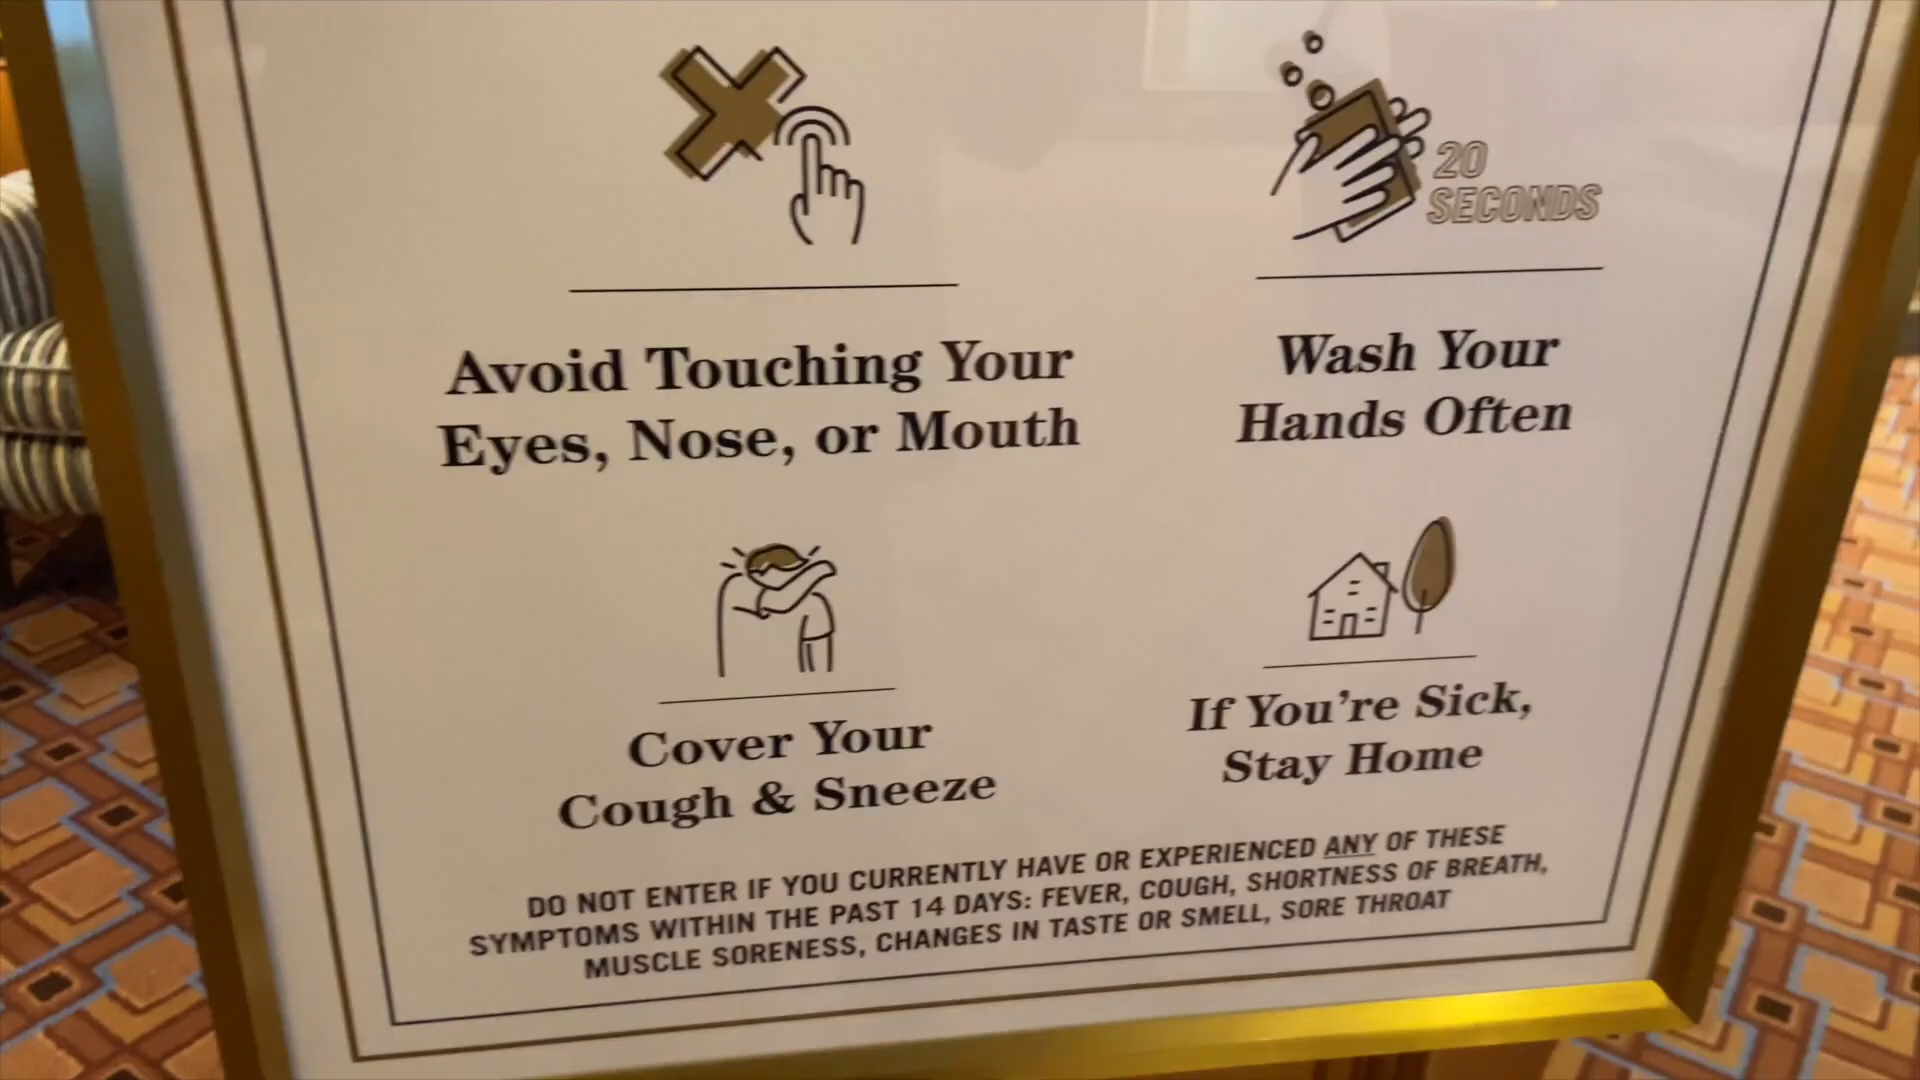 20
SECONDS
Avoid Touching Your
Eyes, Nose, or Mouth
Wash Your
Hands Often
Cover Your
Cough & Sneeze
If You're Sick,
Stay Home
DO NOT ENTER IF YOU CURRENTLY HAVE OR EXPERIENCED ANY OF THESE
SYMPTOMS WITHIN THE PAST 14 DAYS: FEVER, COUGH, SHORTNESS OF BREATH,
MUSCLE SORENESS, CHANGES IN TASTE OR SMELL, SORE THROAT